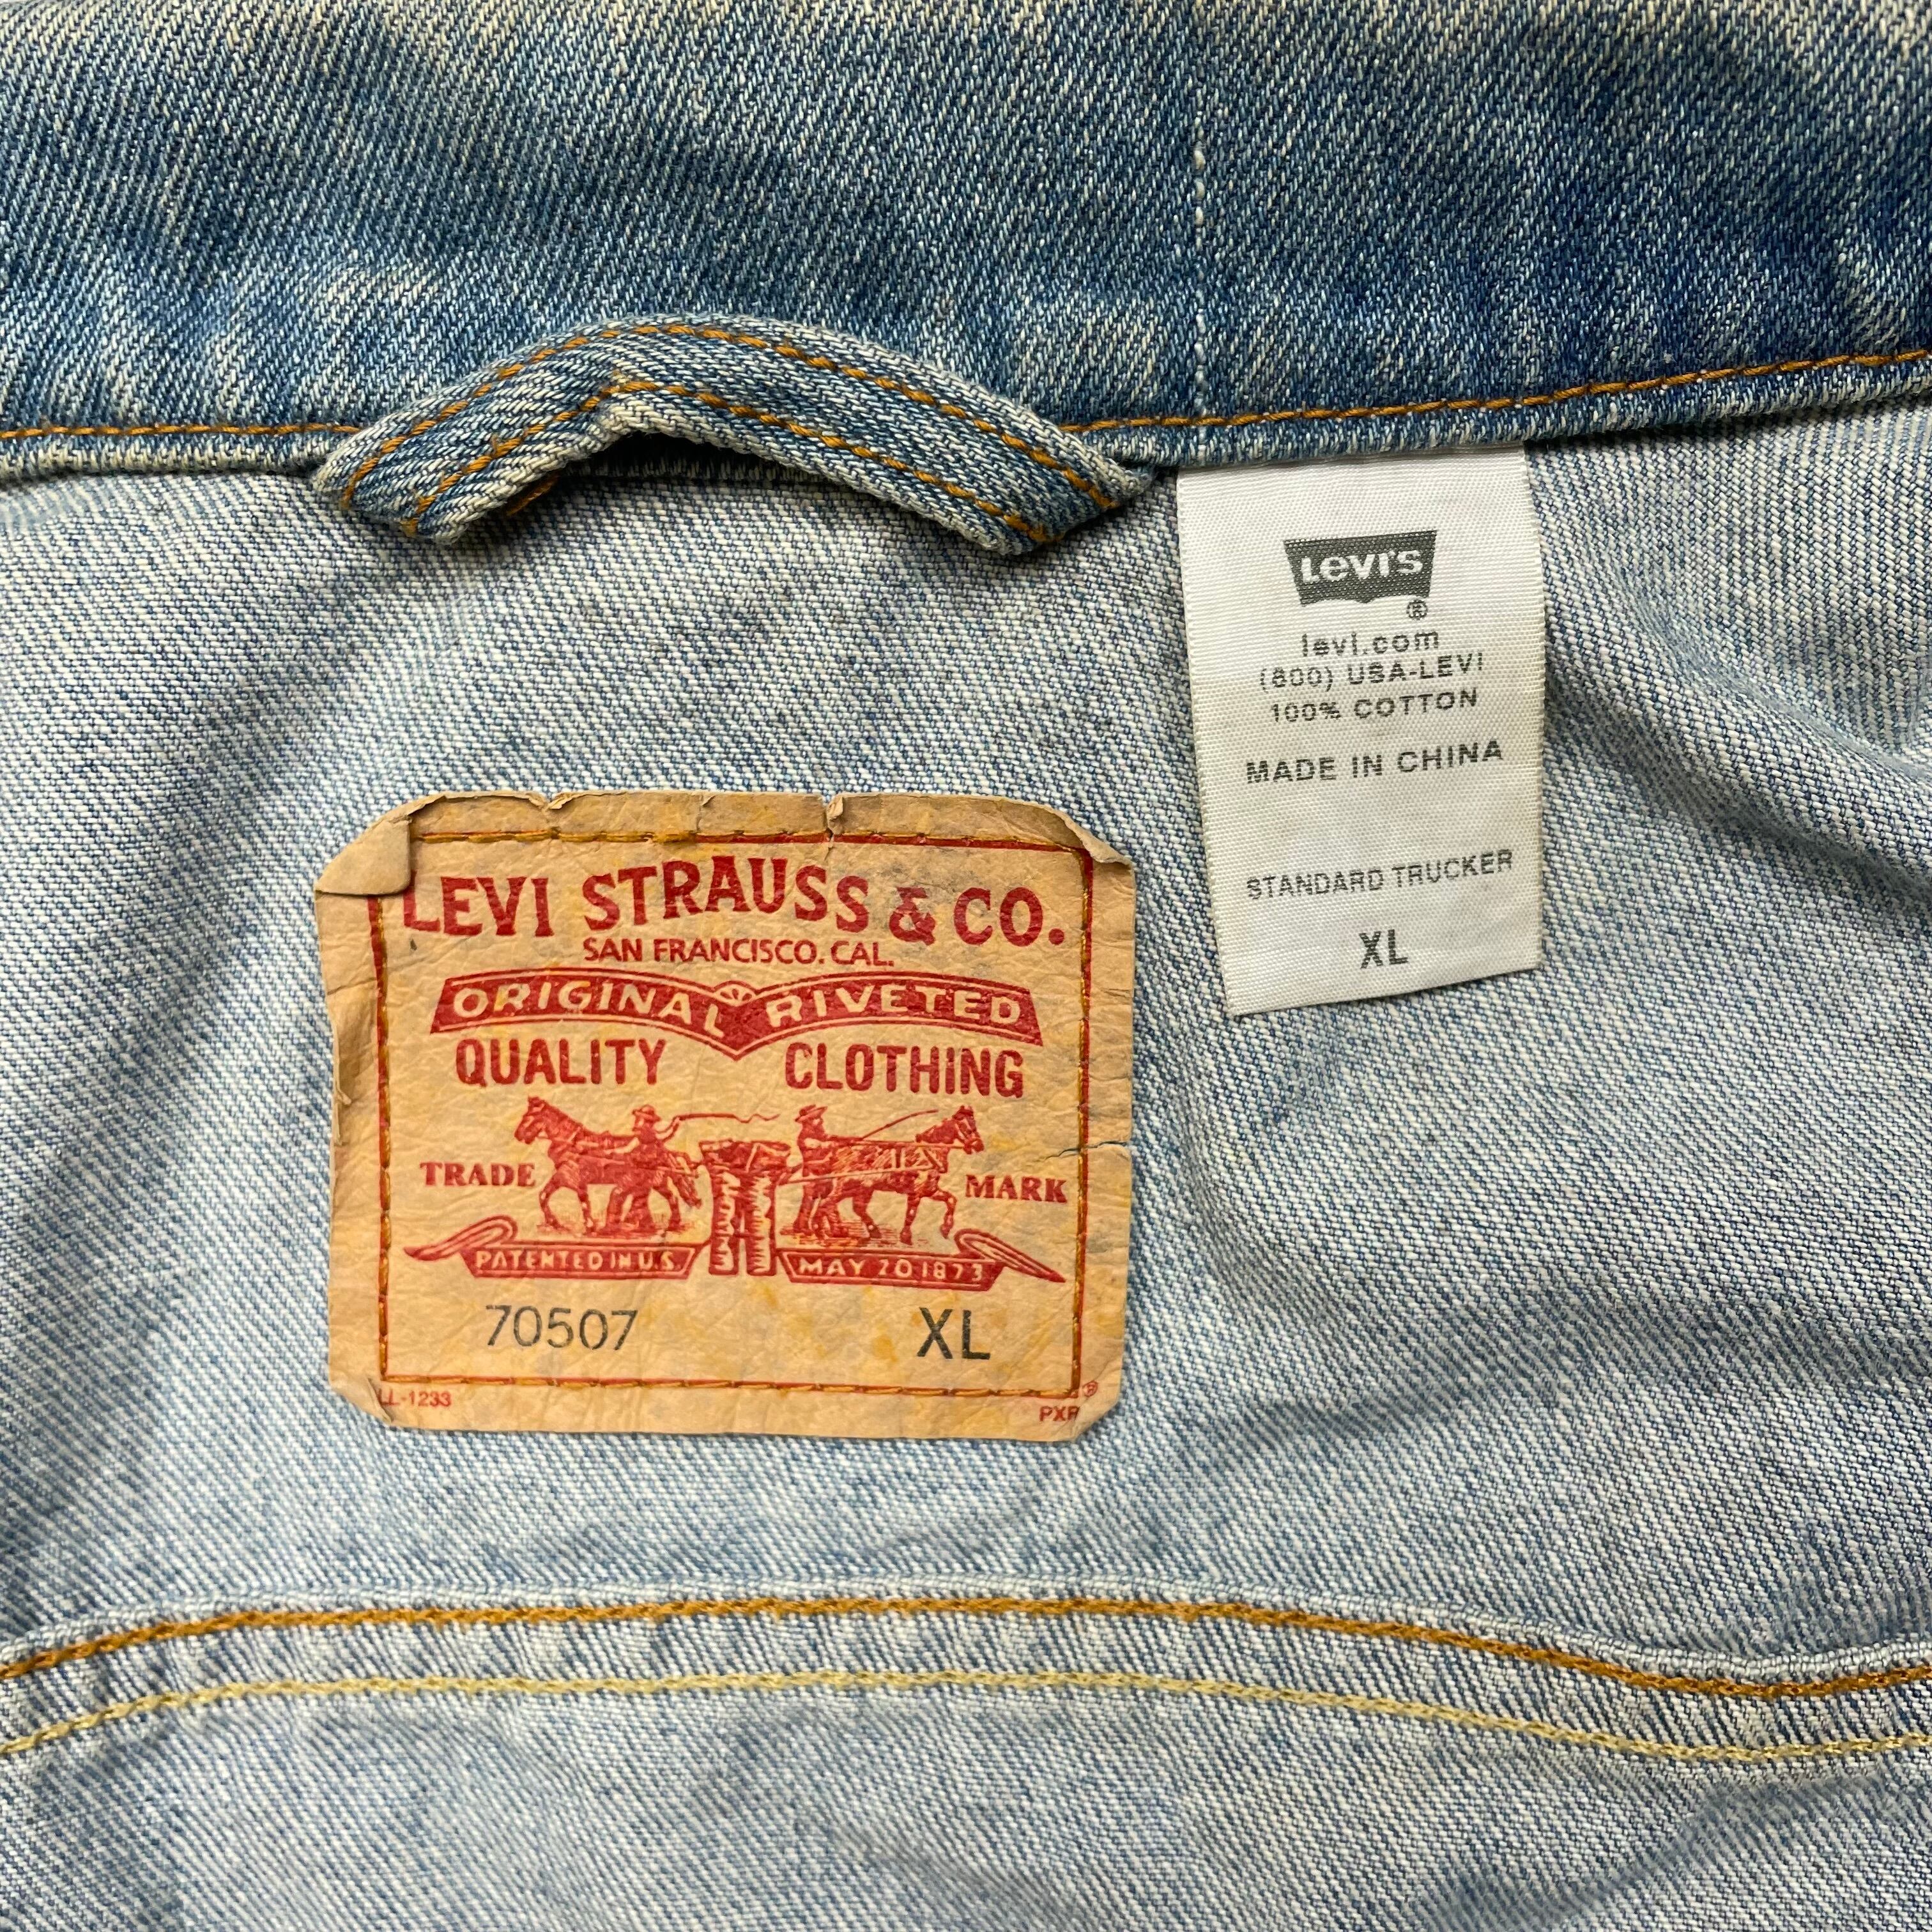 LEVI'S
®
levi.com
(800) USA-LEVI
100% COTTON
MADE IN CHINA
STANDARD TRUCKER
XL
LEVI STRAUSS & CO.
SAN FRANCISCO. CAL.
ORIGINAL RIVETED
QUALITY CLOTHING
TRADE MARK
PATENTED IN U.S. MAY 20 1873
70507 XL
®
LL-1233 PXR